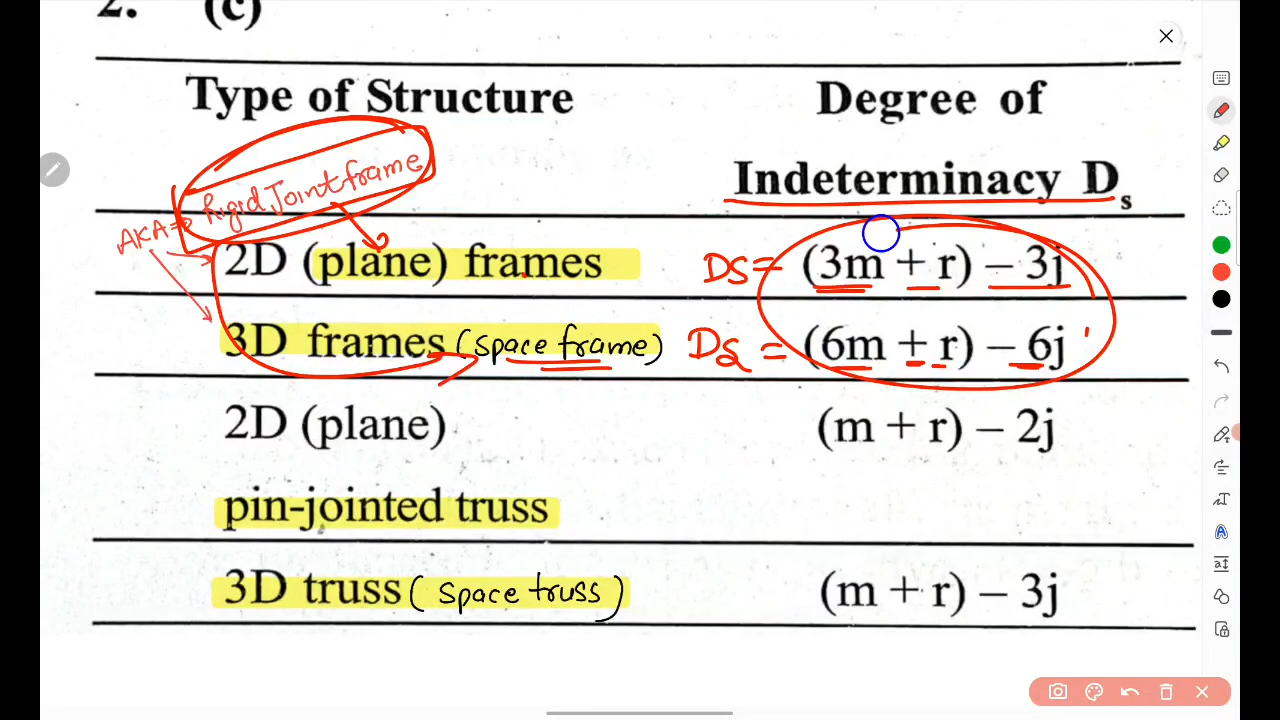 2. (c)
Type of Structure Degree of
Indeterminacy Ds
Rigid Joint frame
AKA ⇒
2D (plane) frames DS = (3m + r) – 3j
3D frames (space frame) Ds = (6m + r) – 6j
2D (plane) (m + r) – 2j
pin-jointed truss
3D truss (space truss) (m + r) – 3j